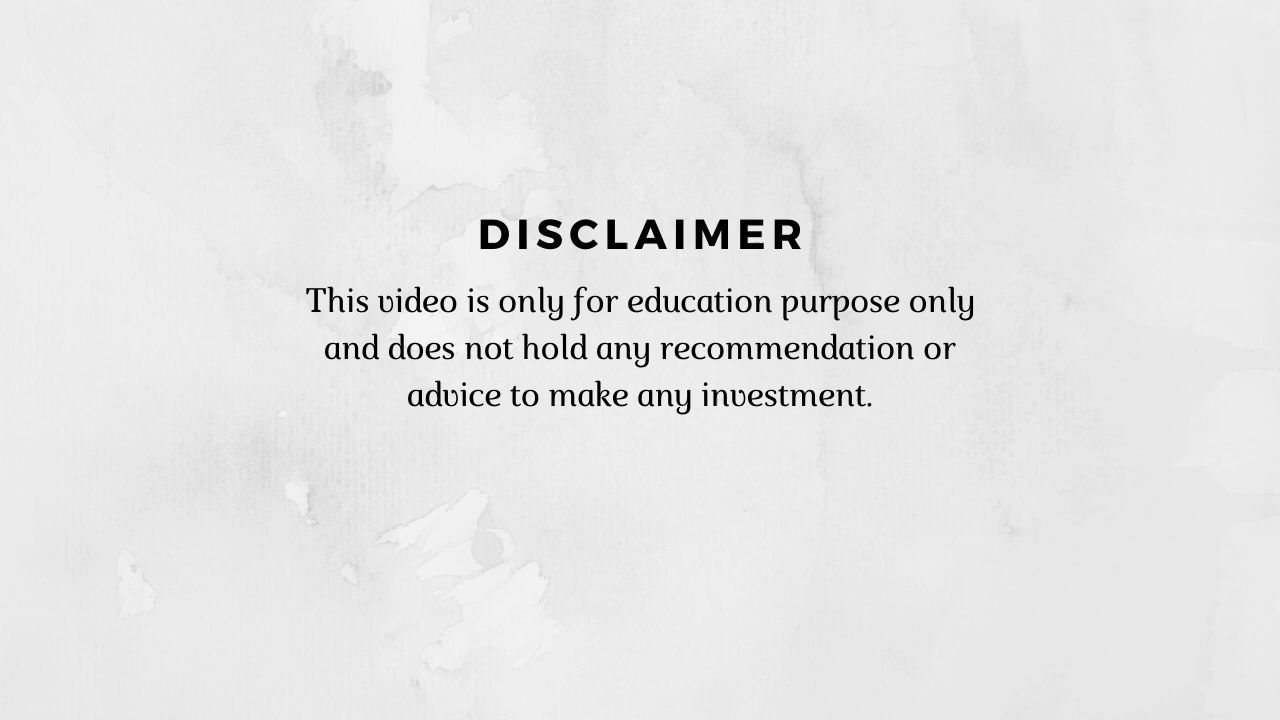 DISCLAIMER
This video is only for education purpose only
and does not hold any recommendation or
advice to make any investment.